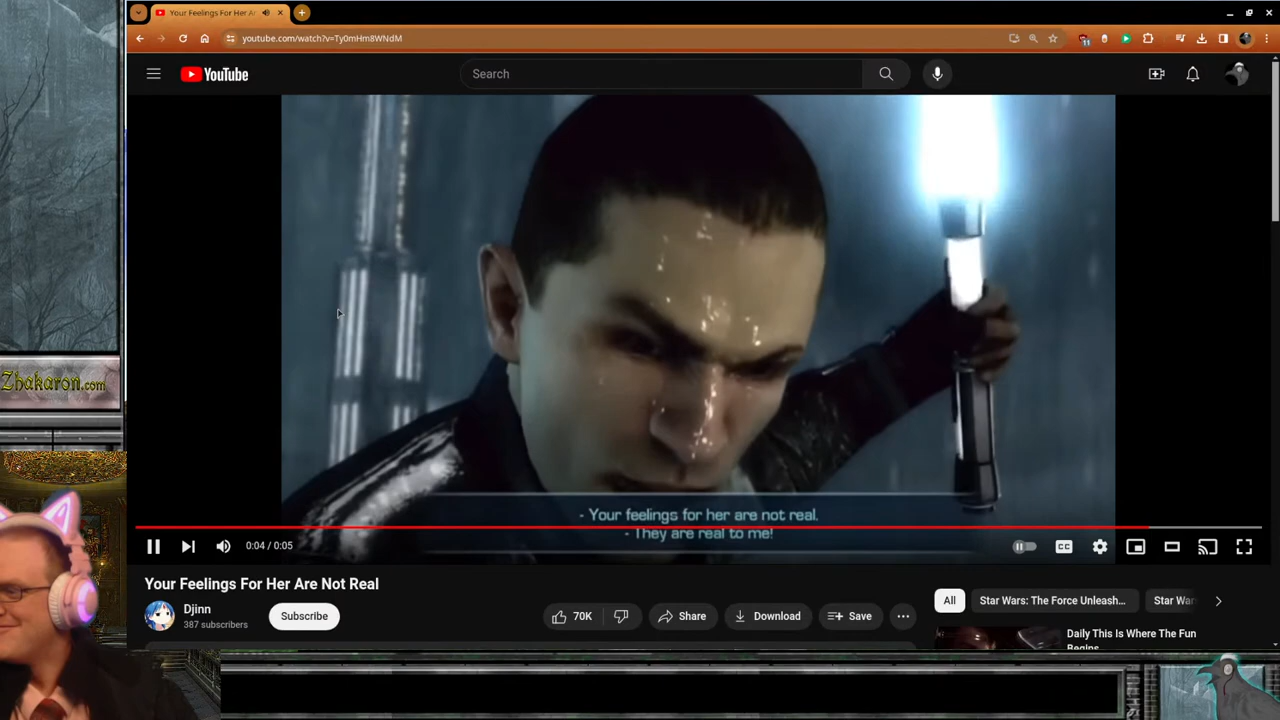 Your Feelings For Her Ar
youtube.com/watch?v=Ty0mHm8WNdM
11
YouTube
Search
Zhakaron.com
- Your feelings for her are not real.
- They are real to me!
0:04 / 0:05
CC
Your Feelings For Her Are Not Real
Djinn
387 subscribers
Subscribe
70K
Share
Download
Save
All
Star Wars: The Force Unleash...
Star War
Daily This Is Where The Fun
Begins